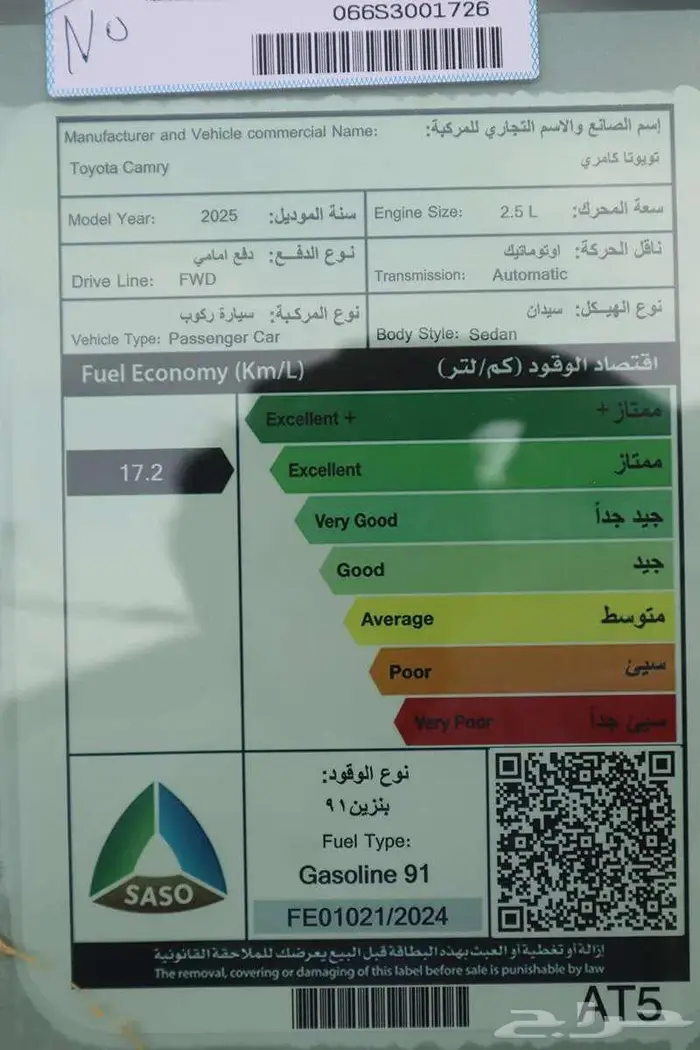 No
066S3001726
Manufacturer and Vehicle commercial Name: إسم الصانع والاسم التجاري للمركبة:
Toyota Camry تويوتا كامري
Model Year: 2025 سنة الموديل:
Engine Size: 2.5 L سعة المحرك:
نوع الدفـــع: دفع امامي
Drive Line: FWD
ناقل الحركة: اوتوماتيك
Transmission: Automatic
نوع المركبة: سيارة ركوب
Vehicle Type: Passenger Car
نوع الهيكل: سيدان
Body Style: Sedan
Fuel Economy (Km/L) اقتصاد الوقود (كم/لتر)
Excellent + ممتاز +
17.2
Excellent ممتاز
Very Good جيد جداً
Good جيد
Average متوسط
Poor سيئ
Very Poor سيئ جداً
SASO
نوع الوقود:
بنزين ٩١
Fuel Type:
Gasoline 91
FE01021/2024
إزالة أو تغطية أو العبث بهذه البطاقة قبل البيع يعرضك للملاحقة القانونية
The removal, covering or damaging of this label before sale is punishable by law
AT5
حراج